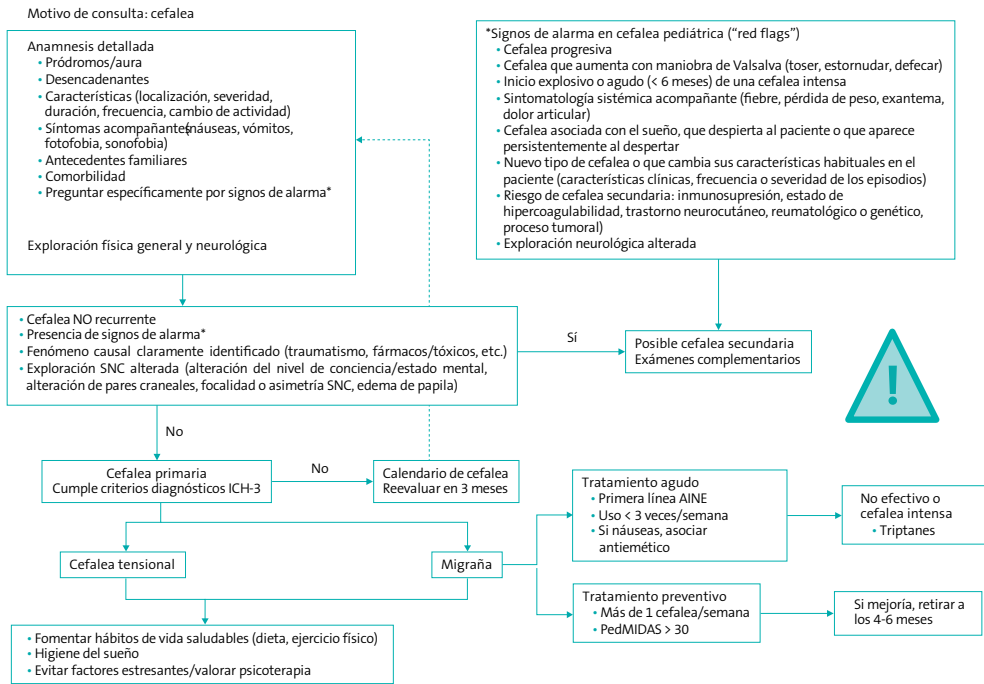 Motivo de consulta: cefalea
Anamnesis detallada
• Pródromos/aura
• Desencadenantes
• Características (localización, severidad,
duración, frecuencia, cambio de actividad)
• Síntomas acompañantes(náuseas, vómitos,
fotofobia, sonofobia)
• Antecedentes familiares
• Comorbilidad
• Preguntar específicamente por signos de alarma*
Exploración física general y neurológica
*Signos de alarma en cefalea pediátrica (“red flags”)
• Cefalea progresiva
• Cefalea que aumenta con maniobra de Valsalva (toser, estornudar, defecar)
• Inicio explosivo o agudo (< 6 meses) de una cefalea intensa
• Sintomatología sistémica acompañante (fiebre, pérdida de peso, exantema,
dolor articular)
• Cefalea asociada con el sueño, que despierta al paciente o que aparece
persistentemente al despertar
• Nuevo tipo de cefalea o que cambia sus características habituales en el
paciente (características clínicas, frecuencia o severidad de los episodios)
• Riesgo de cefalea secundaria: inmunosupresión, estado de
hipercoagulabilidad, trastorno neurocutáneo, reumatológico o genético,
proceso tumoral)
• Exploración neurológica alterada
• Cefalea NO recurrente
• Presencia de signos de alarma*
• Fenómeno causal claramente identificado (traumatismo, fármacos/tóxicos, etc.)
• Exploración SNC alterada (alteración del nivel de conciencia/estado mental,
alteración de pares craneales, focalidad o asimetría SNC, edema de papila)
Sí
Posible cefalea secundaria
Exámenes complementarios
!
No
Cefalea primaria
Cumple criterios diagnósticos ICH-3
No
Calendario de cefalea
Reevaluar en 3 meses
Tratamiento agudo
• Primera línea AINE
• Uso < 3 veces/semana
• Si náuseas, asociar
antiemético
No efectivo o
cefalea intensa
• Triptanes
Cefalea tensional
Migraña
Tratamiento preventivo
• Más de 1 cefalea/semana
• PedMIDAS > 30
Si mejoría, retirar a
los 4-6 meses
• Fomentar hábitos de vida saludables (dieta, ejercicio físico)
• Higiene del sueño
• Evitar factores estresantes/valorar psicoterapia